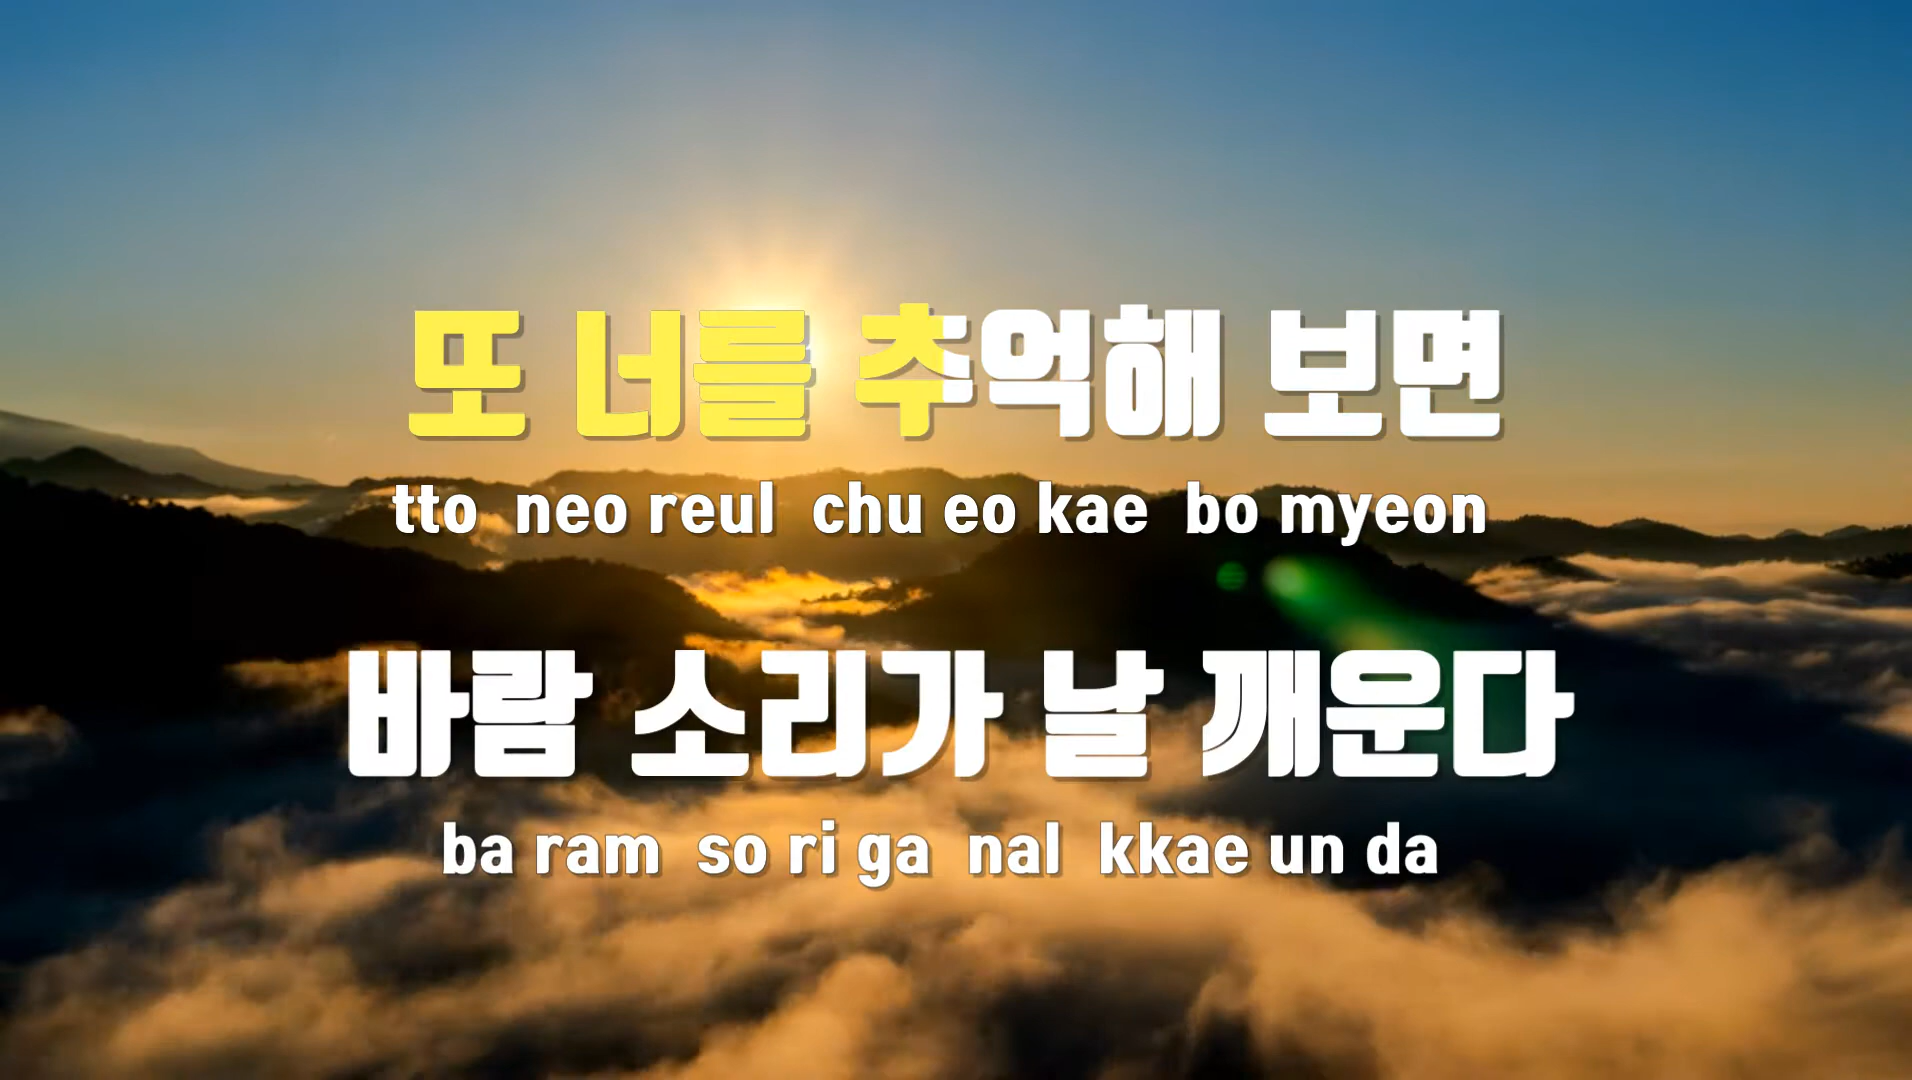 또 너를 추억해 보면
tto neo reul chu eo kae bo myeon
바람 소리가 날 깨운다
ba ram so ri ga nal kkae un da